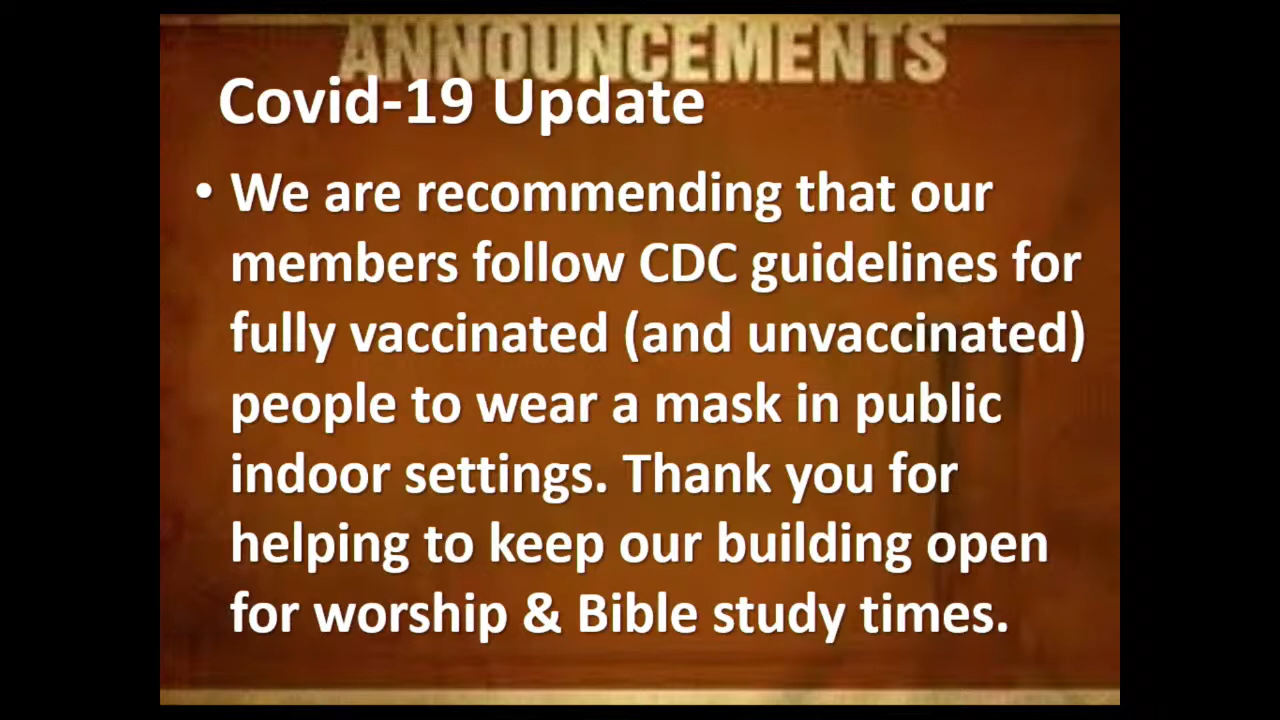 ANNOUNCEMENTS
Covid-19 Update
• We are recommending that our
members follow CDC guidelines for
fully vaccinated (and unvaccinated)
people to wear a mask in public
indoor settings. Thank you for
helping to keep our building open
for worship & Bible study times.